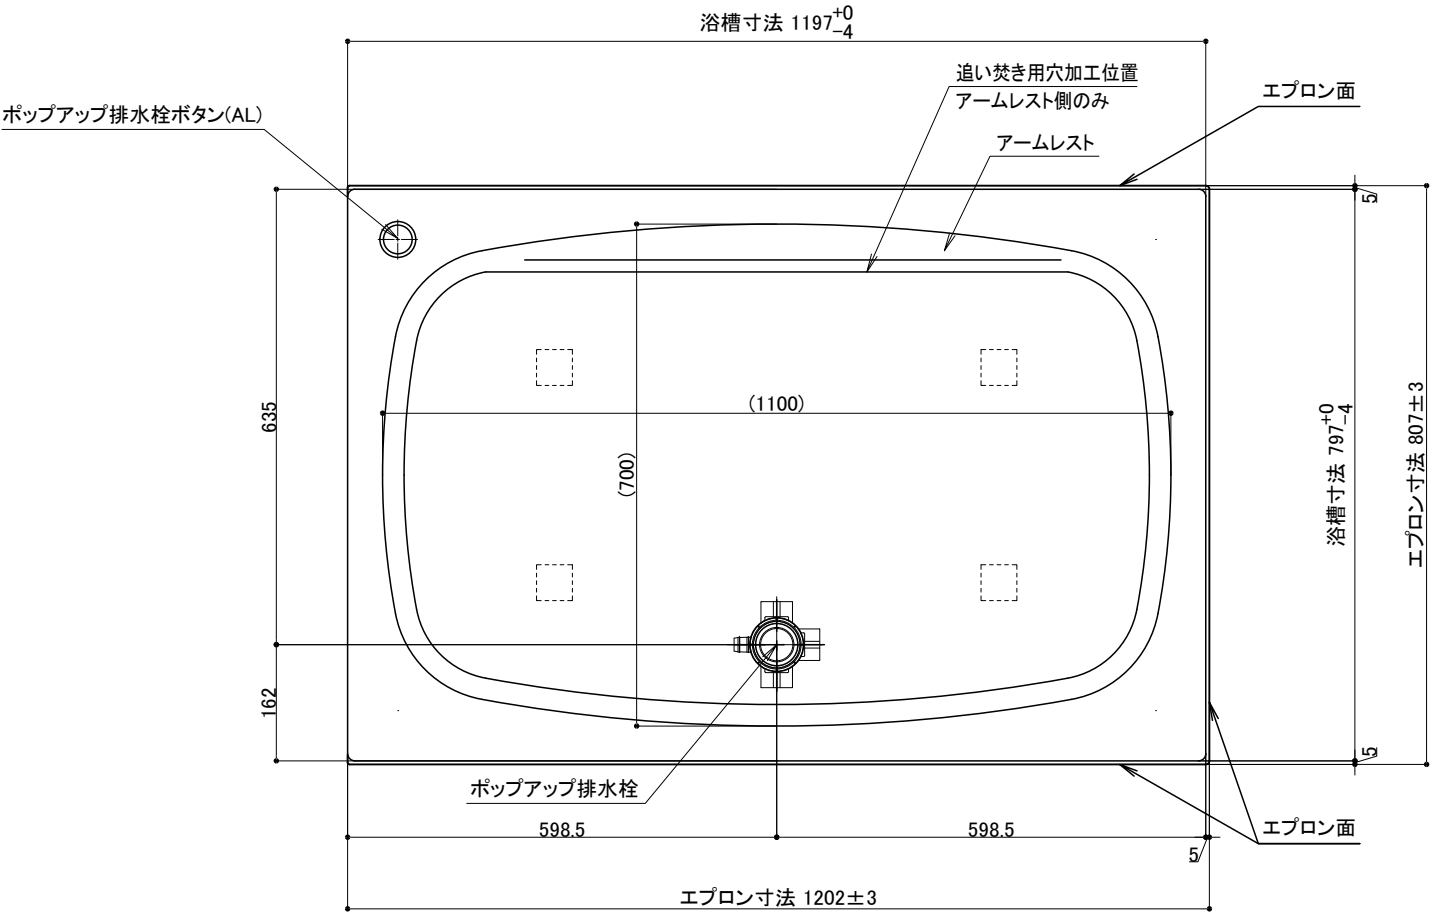 浴槽寸法 1197 +0 -4
追い焚き用穴加工位置
アームレスト側のみ
エプロン面
ポップアップ排水栓ボタン(AL)
アームレスト
5
635
(1100)
(700)
浴槽寸法 797 +0 -4
エプロン寸法 807±3
162
5
ポップアップ排水栓
598.5
598.5
エプロン面
5
エプロン寸法 1202±3